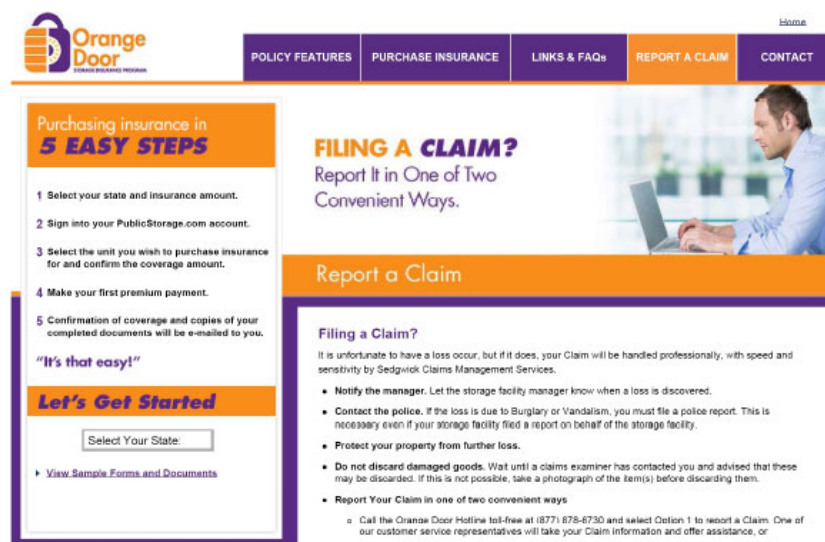 Home
Orange
Door
STORAGE INSURANCE PROGRAM
POLICY FEATURES
PURCHASE INSURANCE
LINKS & FAQs
REPORT A CLAIM
CONTACT
Purchasing insurance in
5 EASY STEPS
1 Select your state and insurance amount.
2 Sign into your PublicStorage.com account.
3 Select the unit you wish to purchase insurance
for and confirm the coverage amount.
4 Make your first premium payment.
5 Confirmation of coverage and copies of your
completed documents will be e-mailed to you.
"It's that easy!"
Let's Get Started
Select Your State:
View Sample Forms and Documents
FILING A CLAIM?
Report It in One of Two
Convenient Ways.
Report a Claim
Filing a Claim?
It is unfortunate to have a loss occur, but if it does, your Claim will be handled professionally, with speed and
sensitivity by Sedgwick Claims Management Services.
• Notify the manager. Let the storage facility manager know when a loss is discovered.
• Contact the police. If the loss is due to Burglary or Vandalism, you must file a police report. This is
necessary even if your storage facility filed a report on behalf of the storage facility.
• Protect your property from further loss.
• Do not discard damaged goods. Wait until a claims examiner has contacted you and advised that these
may be discarded. If this is not possible, take a photograph of the item(s) before discarding them.
• Report Your Claim in one of two convenient ways
o Call the Orange Door Hotline toll-free at (877) 878-6730 and select Option 1 to report a Claim. One of
our customer service representatives will take your Claim information and offer assistance, or